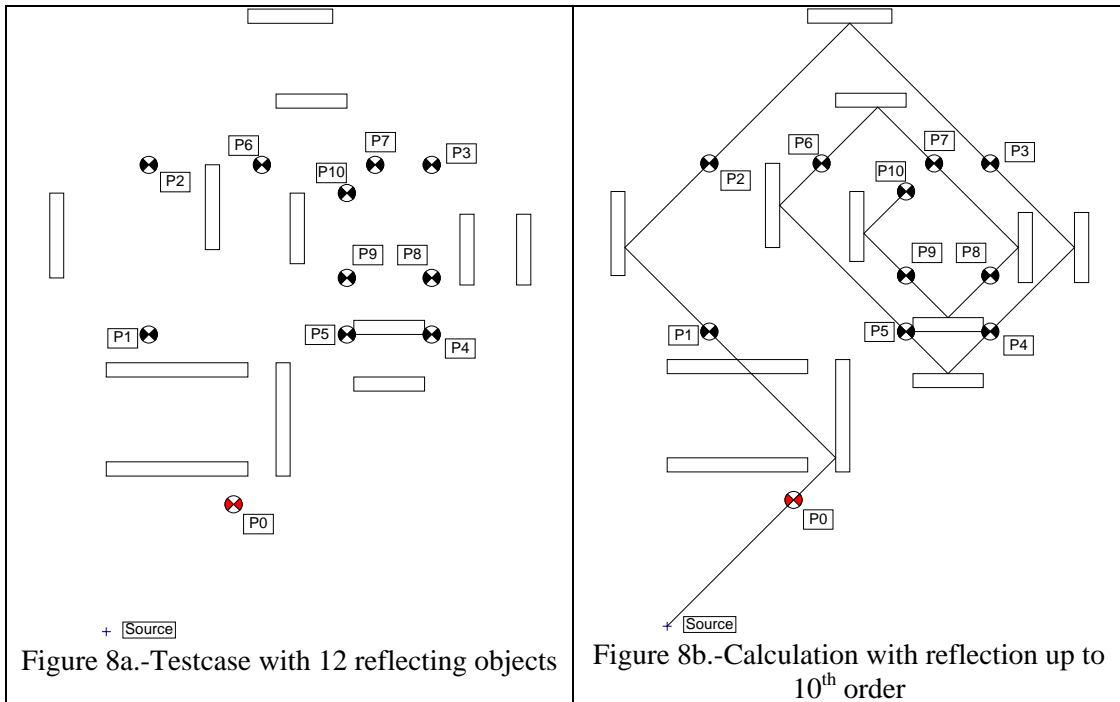 P6
P7
P3
P2
P10
P9
P8
P1
P5
P4
P0
Source
Figure 8a.-Testcase with 12 reflecting objects
P6
P7
P3
P2
P10
P9
P8
P1
P5
P4
P0
Source
Figure 8b.-Calculation with reflection up to
10th order